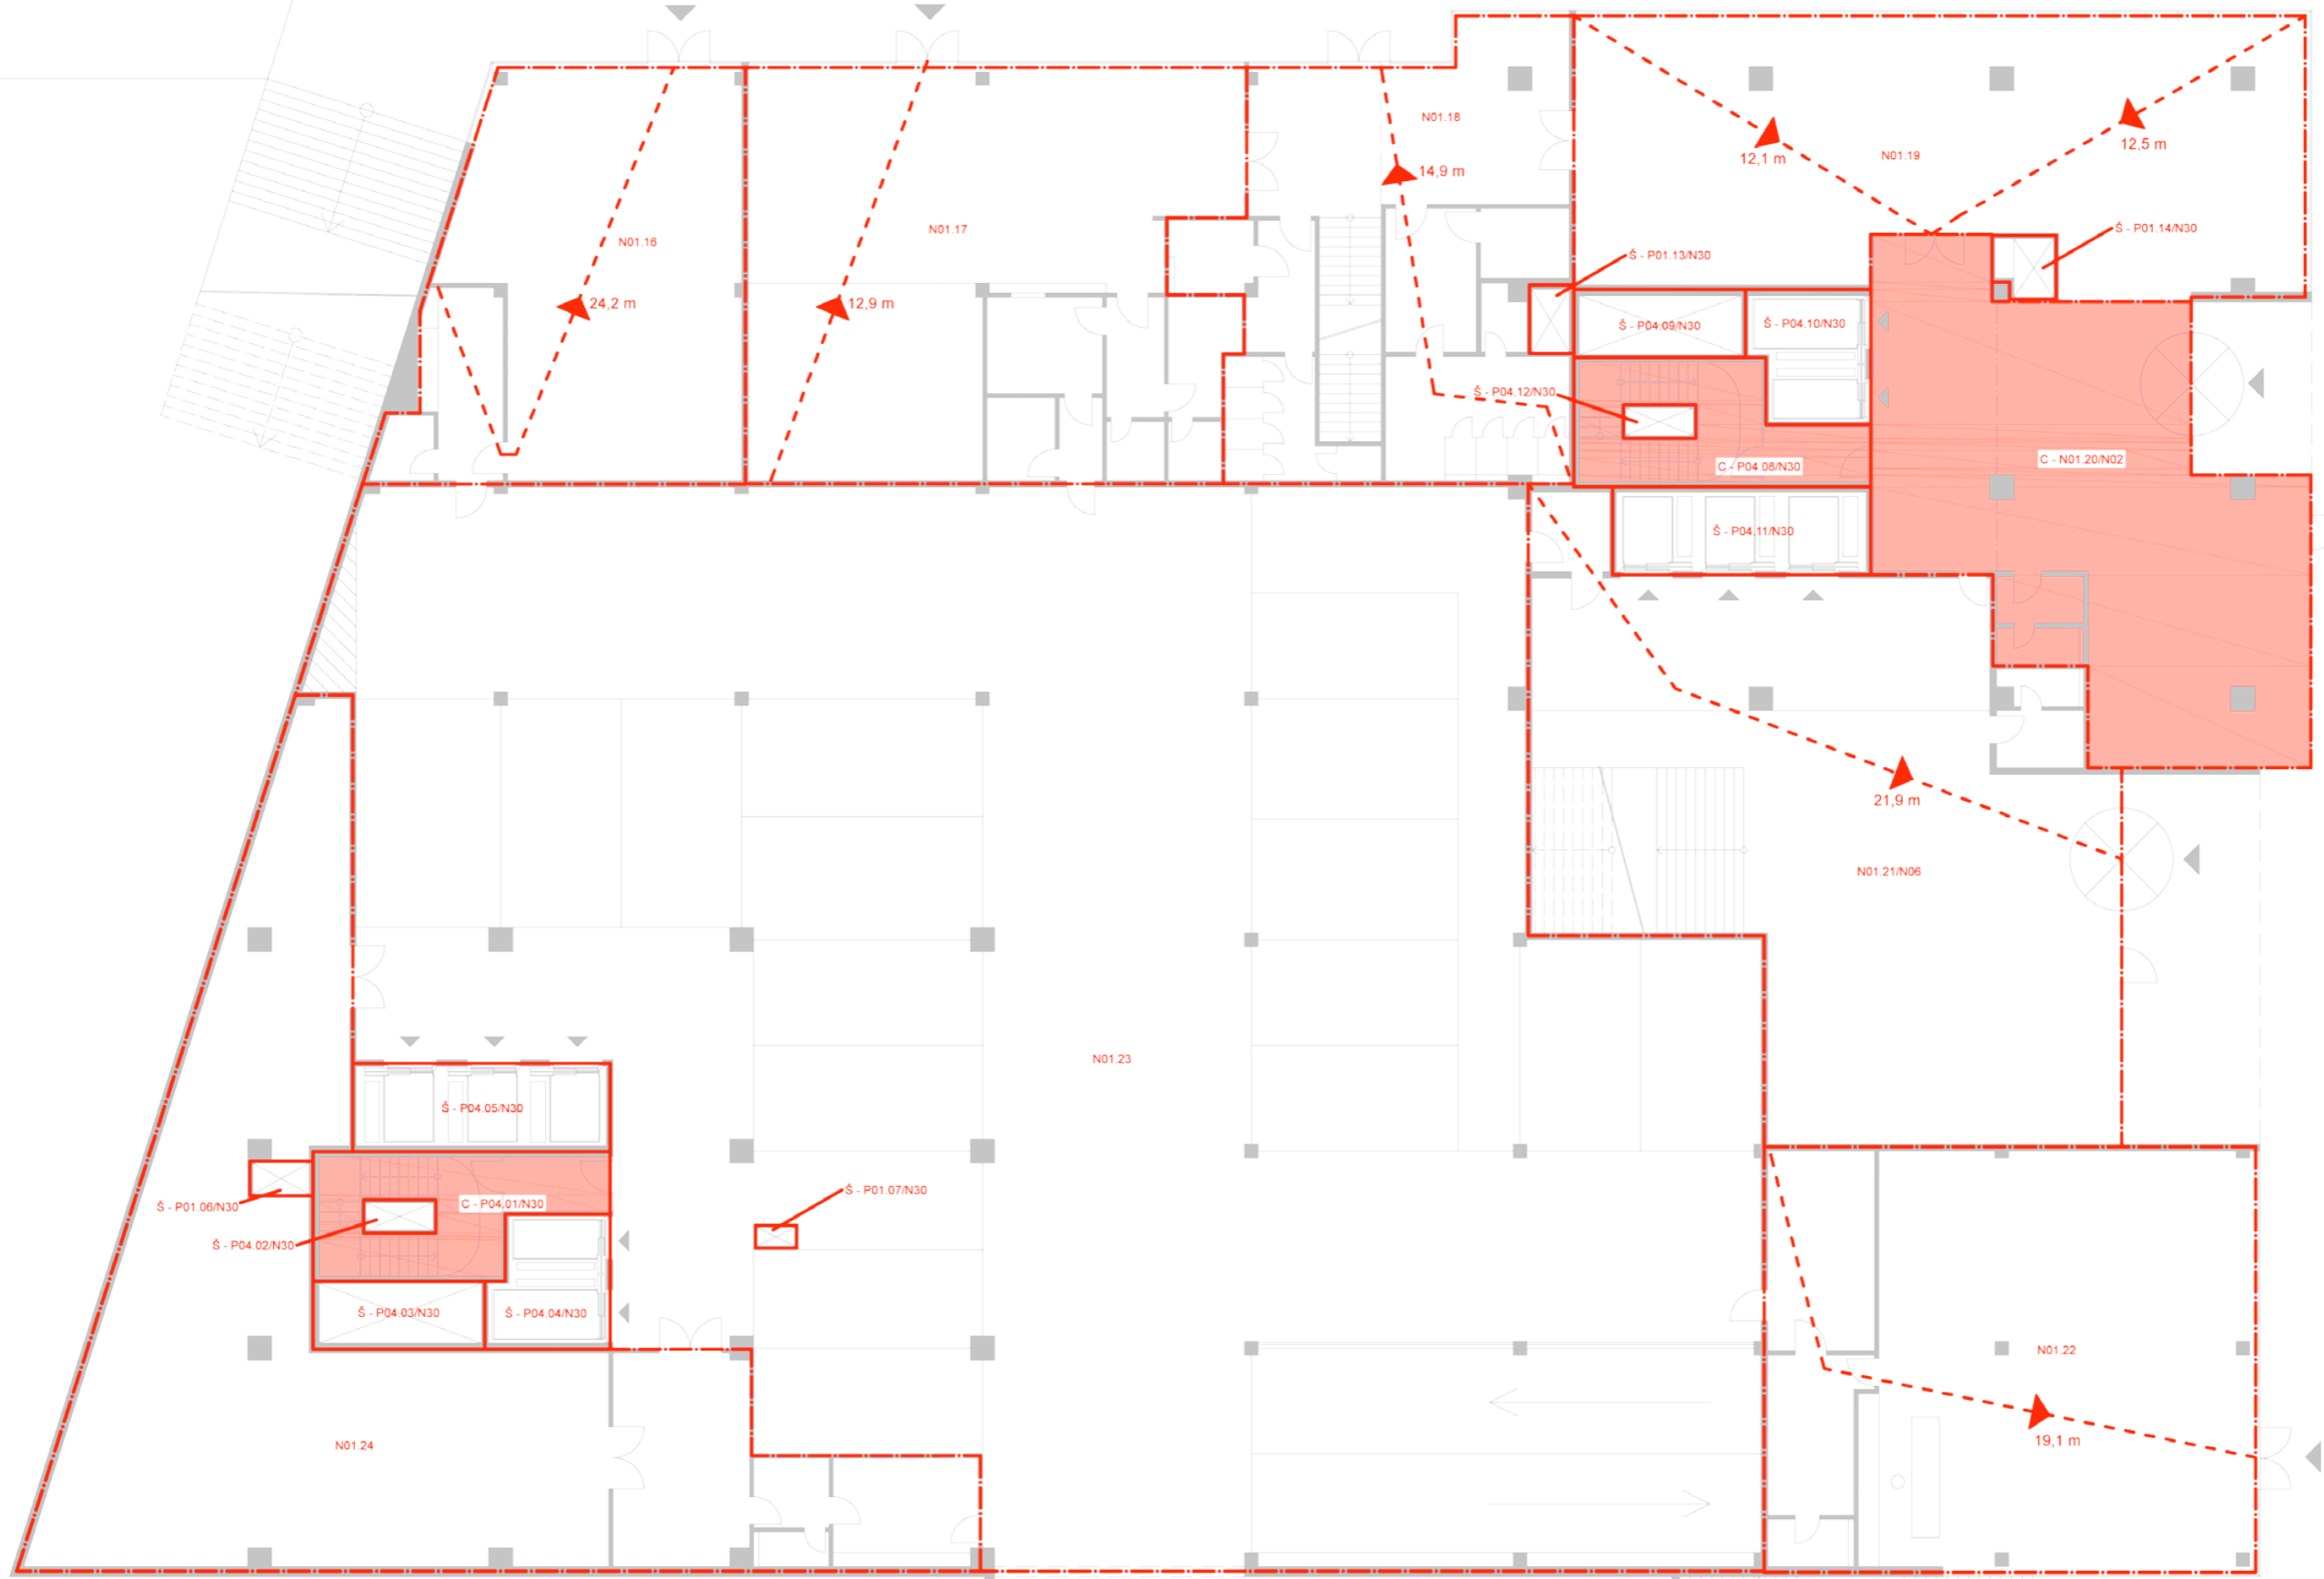 N01.18
N01.19
12,1 m
12,5 m
14,9 m
N01.17
N01.16
Š - P01.14/N30
Š - P01.13/N30
24,2 m
12,9 m
Š - P04.09/N30
Š - P04.10/N30
Š - P04.12/N30
C - P04.08/N30
C - N01.20/N02
Š - P04.11/N30
21,9 m
N01.21/N06
N01.23
Š - P04.05/N30
Š - P01.06/N30
C - P04.01/N30
Š - P01.07/N30
Š - P04.02/N30
Š - P04.03/N30
Š - P04.04/N30
N01.22
N01.24
19,1 m